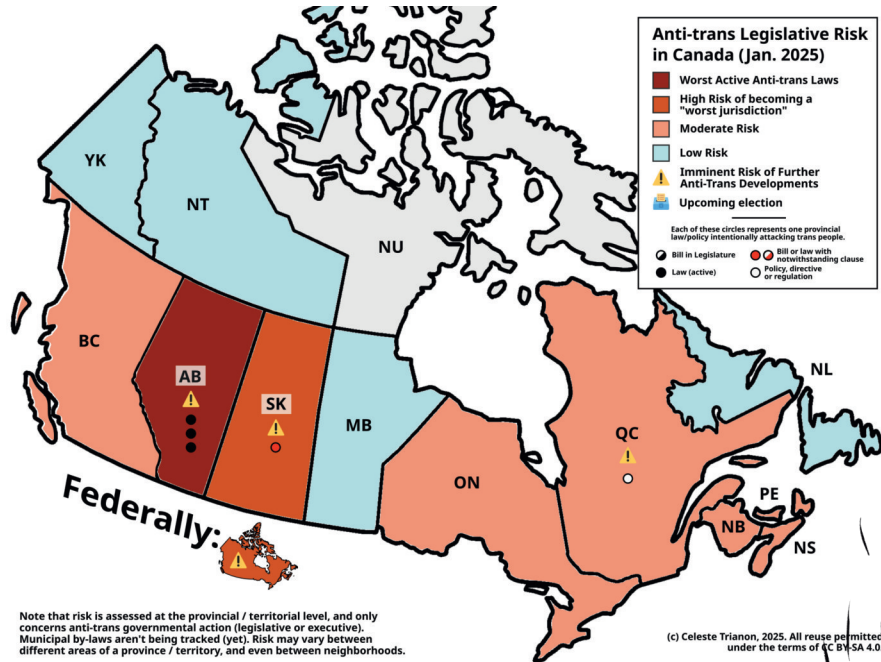 Anti-trans Legislative Risk
in Canada (Jan. 2025)
Worst Active Anti-trans Laws
High Risk of becoming a
"worst jurisdiction"
Moderate Risk
Low Risk
Imminent Risk of Further
Anti-Trans Developments
Upcoming election
Each of these circles represents one provincial
law/policy intentionally attacking trans people.
Bill in Legislature
Bill or law with
notwithstanding clause
Law (active)
Policy, directive
or regulation
YK
NT
NU
BC
AB
SK
MB
ON
QC
NL
PE
NB
NS
Federally:
Note that risk is assessed at the provincial / territorial level, and only
concerns anti-trans governmental action (legislative or executive).
Municipal by-laws aren't being tracked (yet). Risk may vary between
different areas of a province / territory, and even between neighborhoods.
(c) Celeste Trianon, 2025. All reuse permitted
under the terms of CC BY-SA 4.0